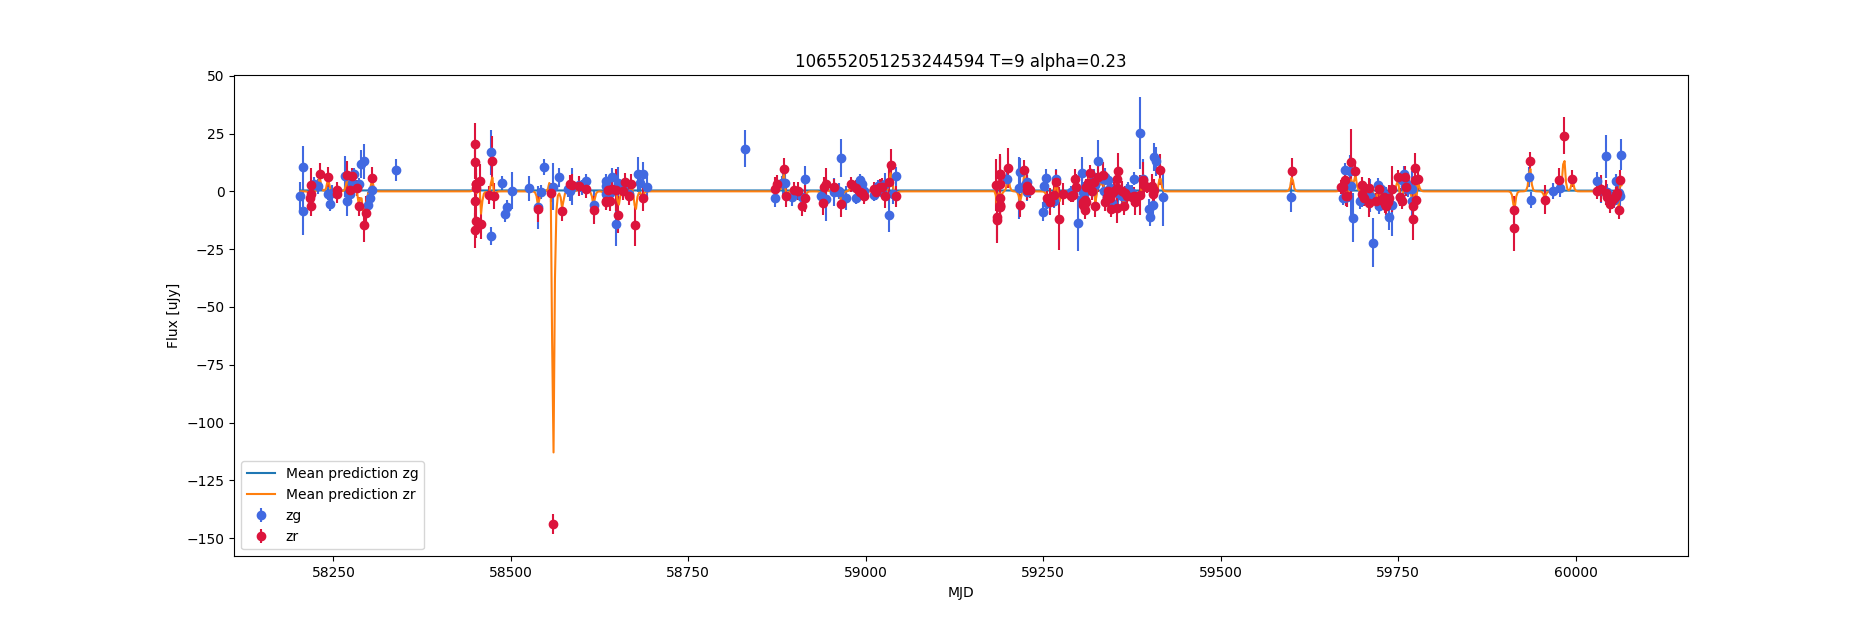 106552051253244594 T=9 alpha=0.23
50
25
0
−25
−50
−75
−100
−125
−150
Flux [uJy]
Mean prediction zg
Mean prediction zr
zg
zr
58250 58500 58750 59000 59250 59500 59750 60000
MJD